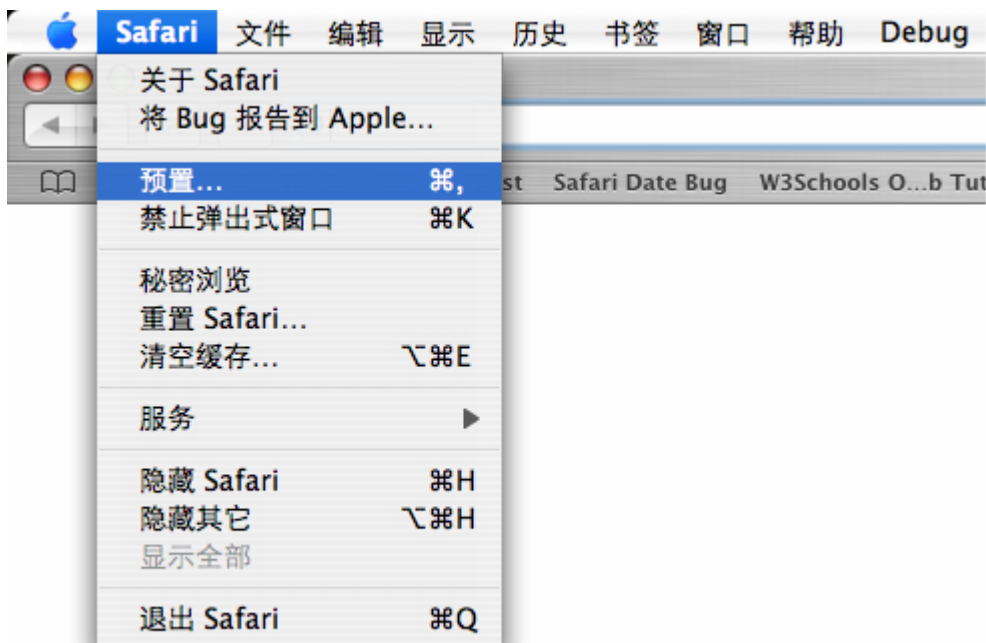 Safari 文件 编辑 显示 历史 书签 窗口 帮助 Debug
关于 Safari
将 Bug 报告到 Apple...
预置... ⌘,
st Safari Date Bug W3Schools O...b Tut
禁止弹出式窗口 ⌘K
秘密浏览
重置 Safari...
清空缓存... ⌥⌘E
服务 ▶
隐藏 Safari ⌘H
隐藏其它 ⌥⌘H
显示全部
退出 Safari ⌘Q